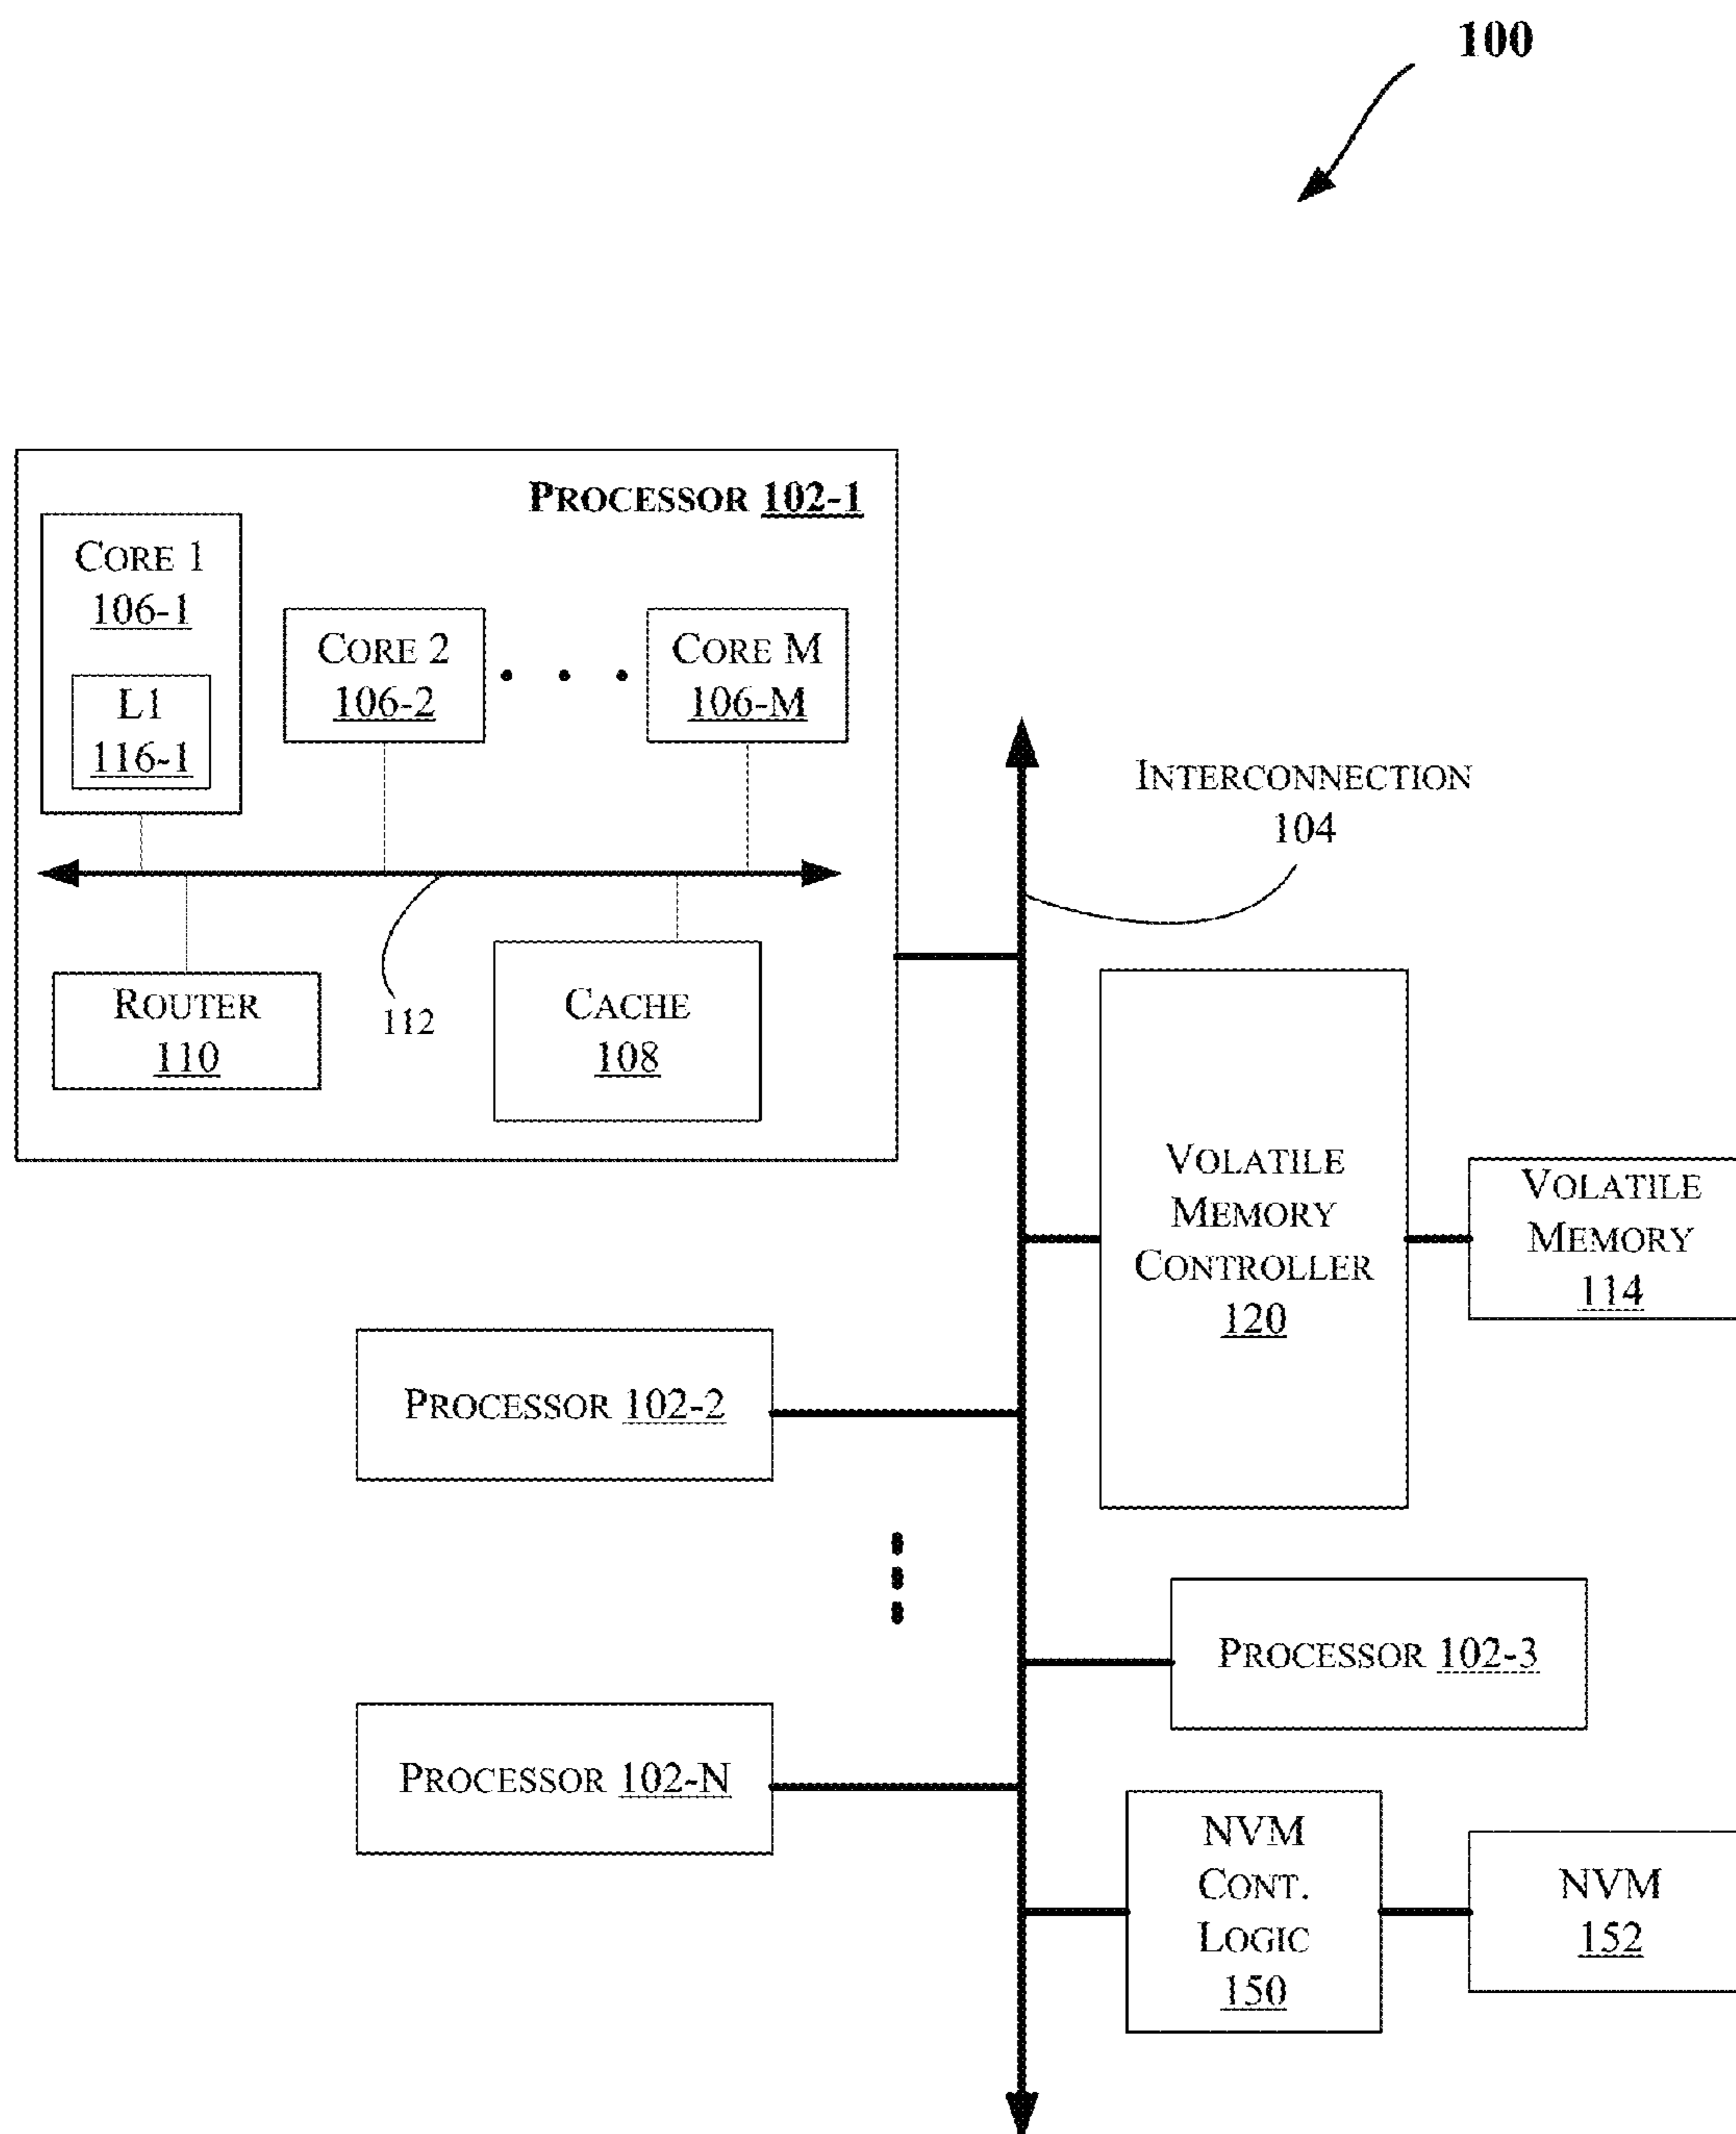 100
PROCESSOR 102-1
CORE 1
106-1
L1
116-1
CORE 2
106-2
CORE M
106-M
112
ROUTER
110
CACHE
108
INTERCONNECTION
104
VOLATILE
MEMORY
CONTROLLER
120
VOLATILE
MEMORY
114
PROCESSOR 102-2
PROCESSOR 102-3
PROCESSOR 102-N
NVM
CONT.
LOGIC
150
NVM
152